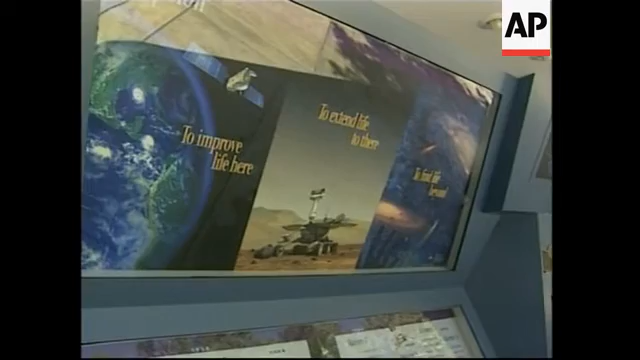 AP
To improve
life here
To extend life
to there
To find life
beyond